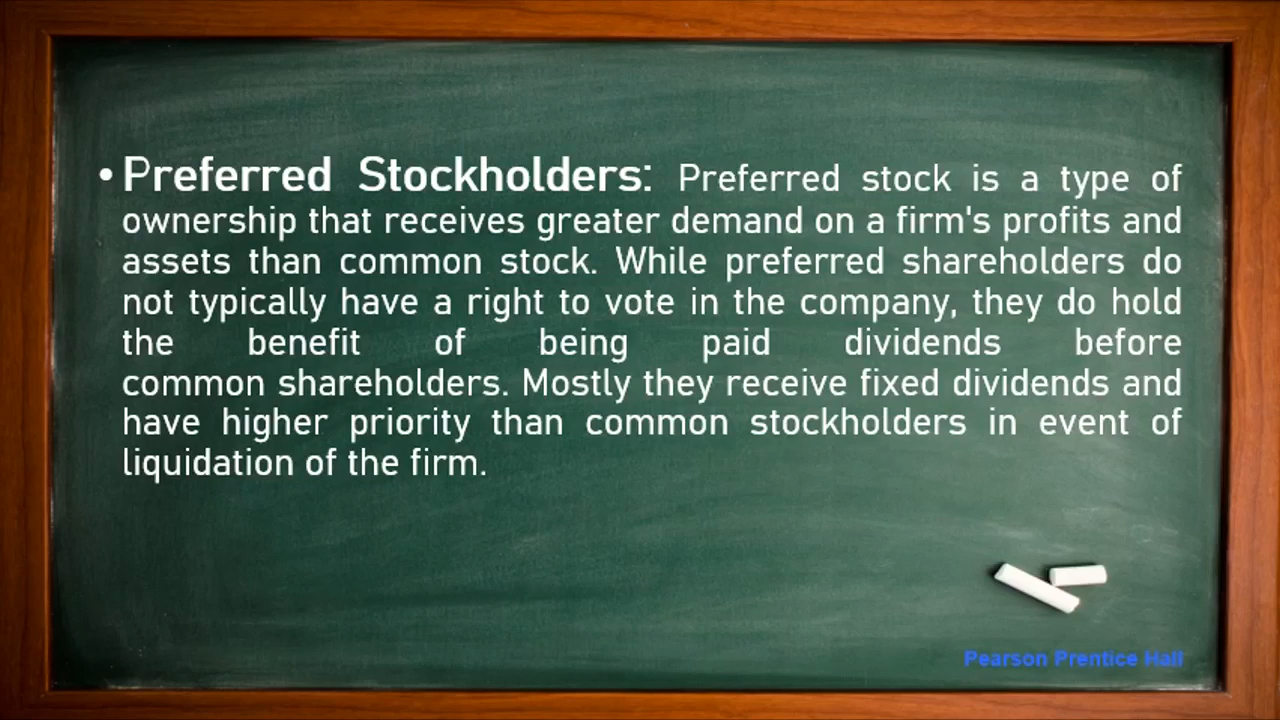 • Preferred Stockholders: Preferred stock is a type of
ownership that receives greater demand on a firm's profits and
assets than common stock. While preferred shareholders do
not typically have a right to vote in the company, they do hold
the benefit of being paid dividends before
common shareholders. Mostly they receive fixed dividends and
have higher priority than common stockholders in event of
liquidation of the firm.
Pearson Prentice Hall